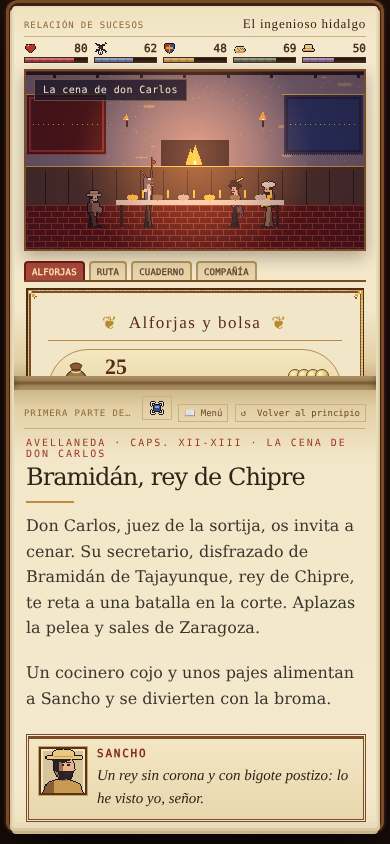 RELACIÓN DE SUCESOS
El ingenioso hidalgo
80
62
48
69
50
La cena de don Carlos
ALFORJAS
RUTA
CUADERNO
COMPAÑÍA
Alforjas y bolsa
25
PRIMERA PARTE DE…
Menú
↺ Volver al principio
AVELLANEDA · CAPS. XII-XIII · LA CENA DE
DON CARLOS
Bramidán, rey de Chipre
Don Carlos, juez de la sortija, os invita a
cenar. Su secretario, disfrazado de
Bramidán de Tajayunque, rey de Chipre,
te reta a una batalla en la corte. Aplazas
la pelea y sales de Zaragoza.
Un cocinero cojo y unos pajes alimentan
a Sancho y se divierten con la broma.
SANCHO
Un rey sin corona y con bigote postizo: lo
he visto yo, señor.